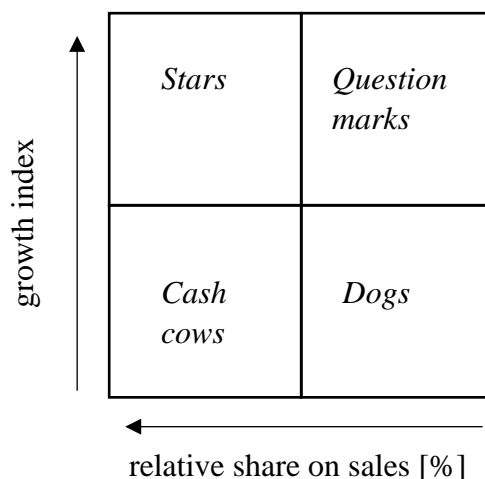 Stars
Question
marks
growth index
Cash
cows
Dogs
relative share on sales [%]